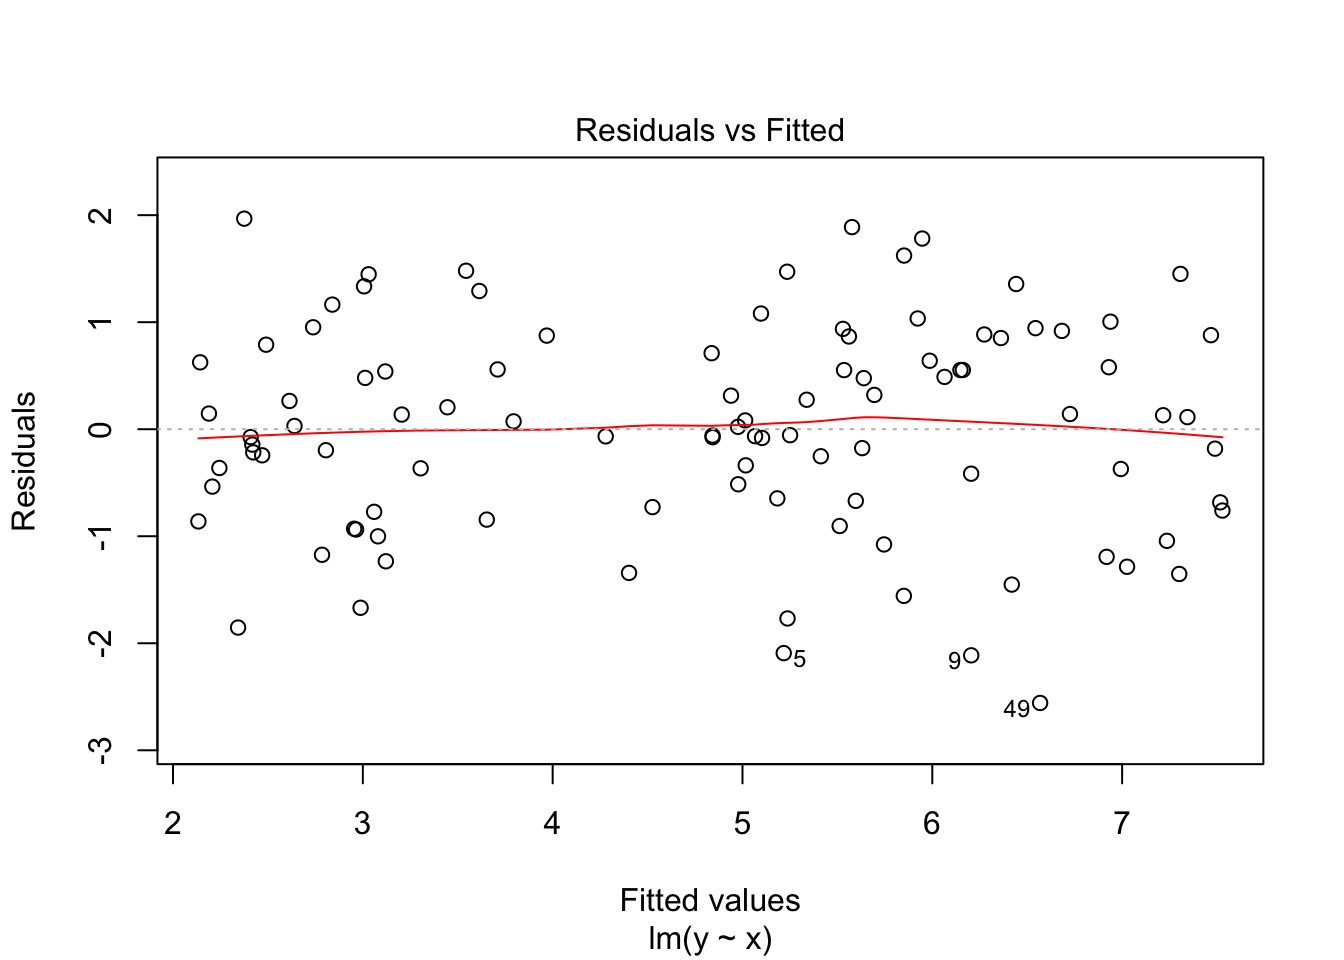 Residuals vs Fitted
Residuals
2
1
0
-1
-2
-3
5
9
49
2 3 4 5 6 7
Fitted values
lm(y ~ x)